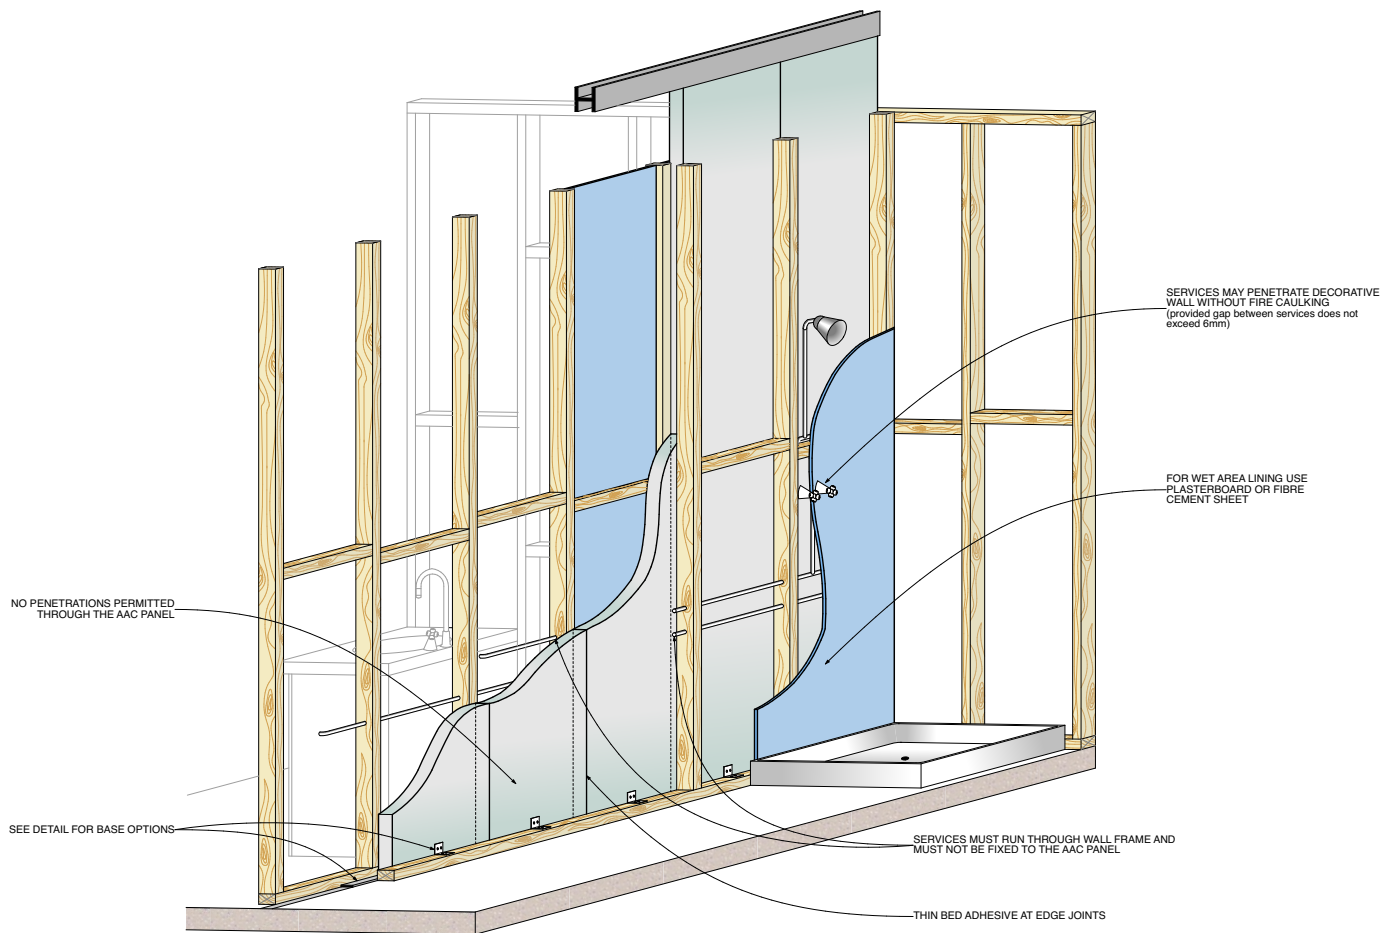 SERVICES MAY PENETRATE DECORATIVE
WALL WITHOUT FIRE CAULKING
(provided gap between services does not
exceed 6mm)
FOR WET AREA LINING USE
PLASTERBOARD OR FIBRE
CEMENT SHEET
NO PENETRATIONS PERMITTED
THROUGH THE AAC PANEL
SEE DETAIL FOR BASE OPTIONS
SERVICES MUST RUN THROUGH WALL FRAME AND
MUST NOT BE FIXED TO THE AAC PANEL
THIN BED ADHESIVE AT EDGE JOINTS